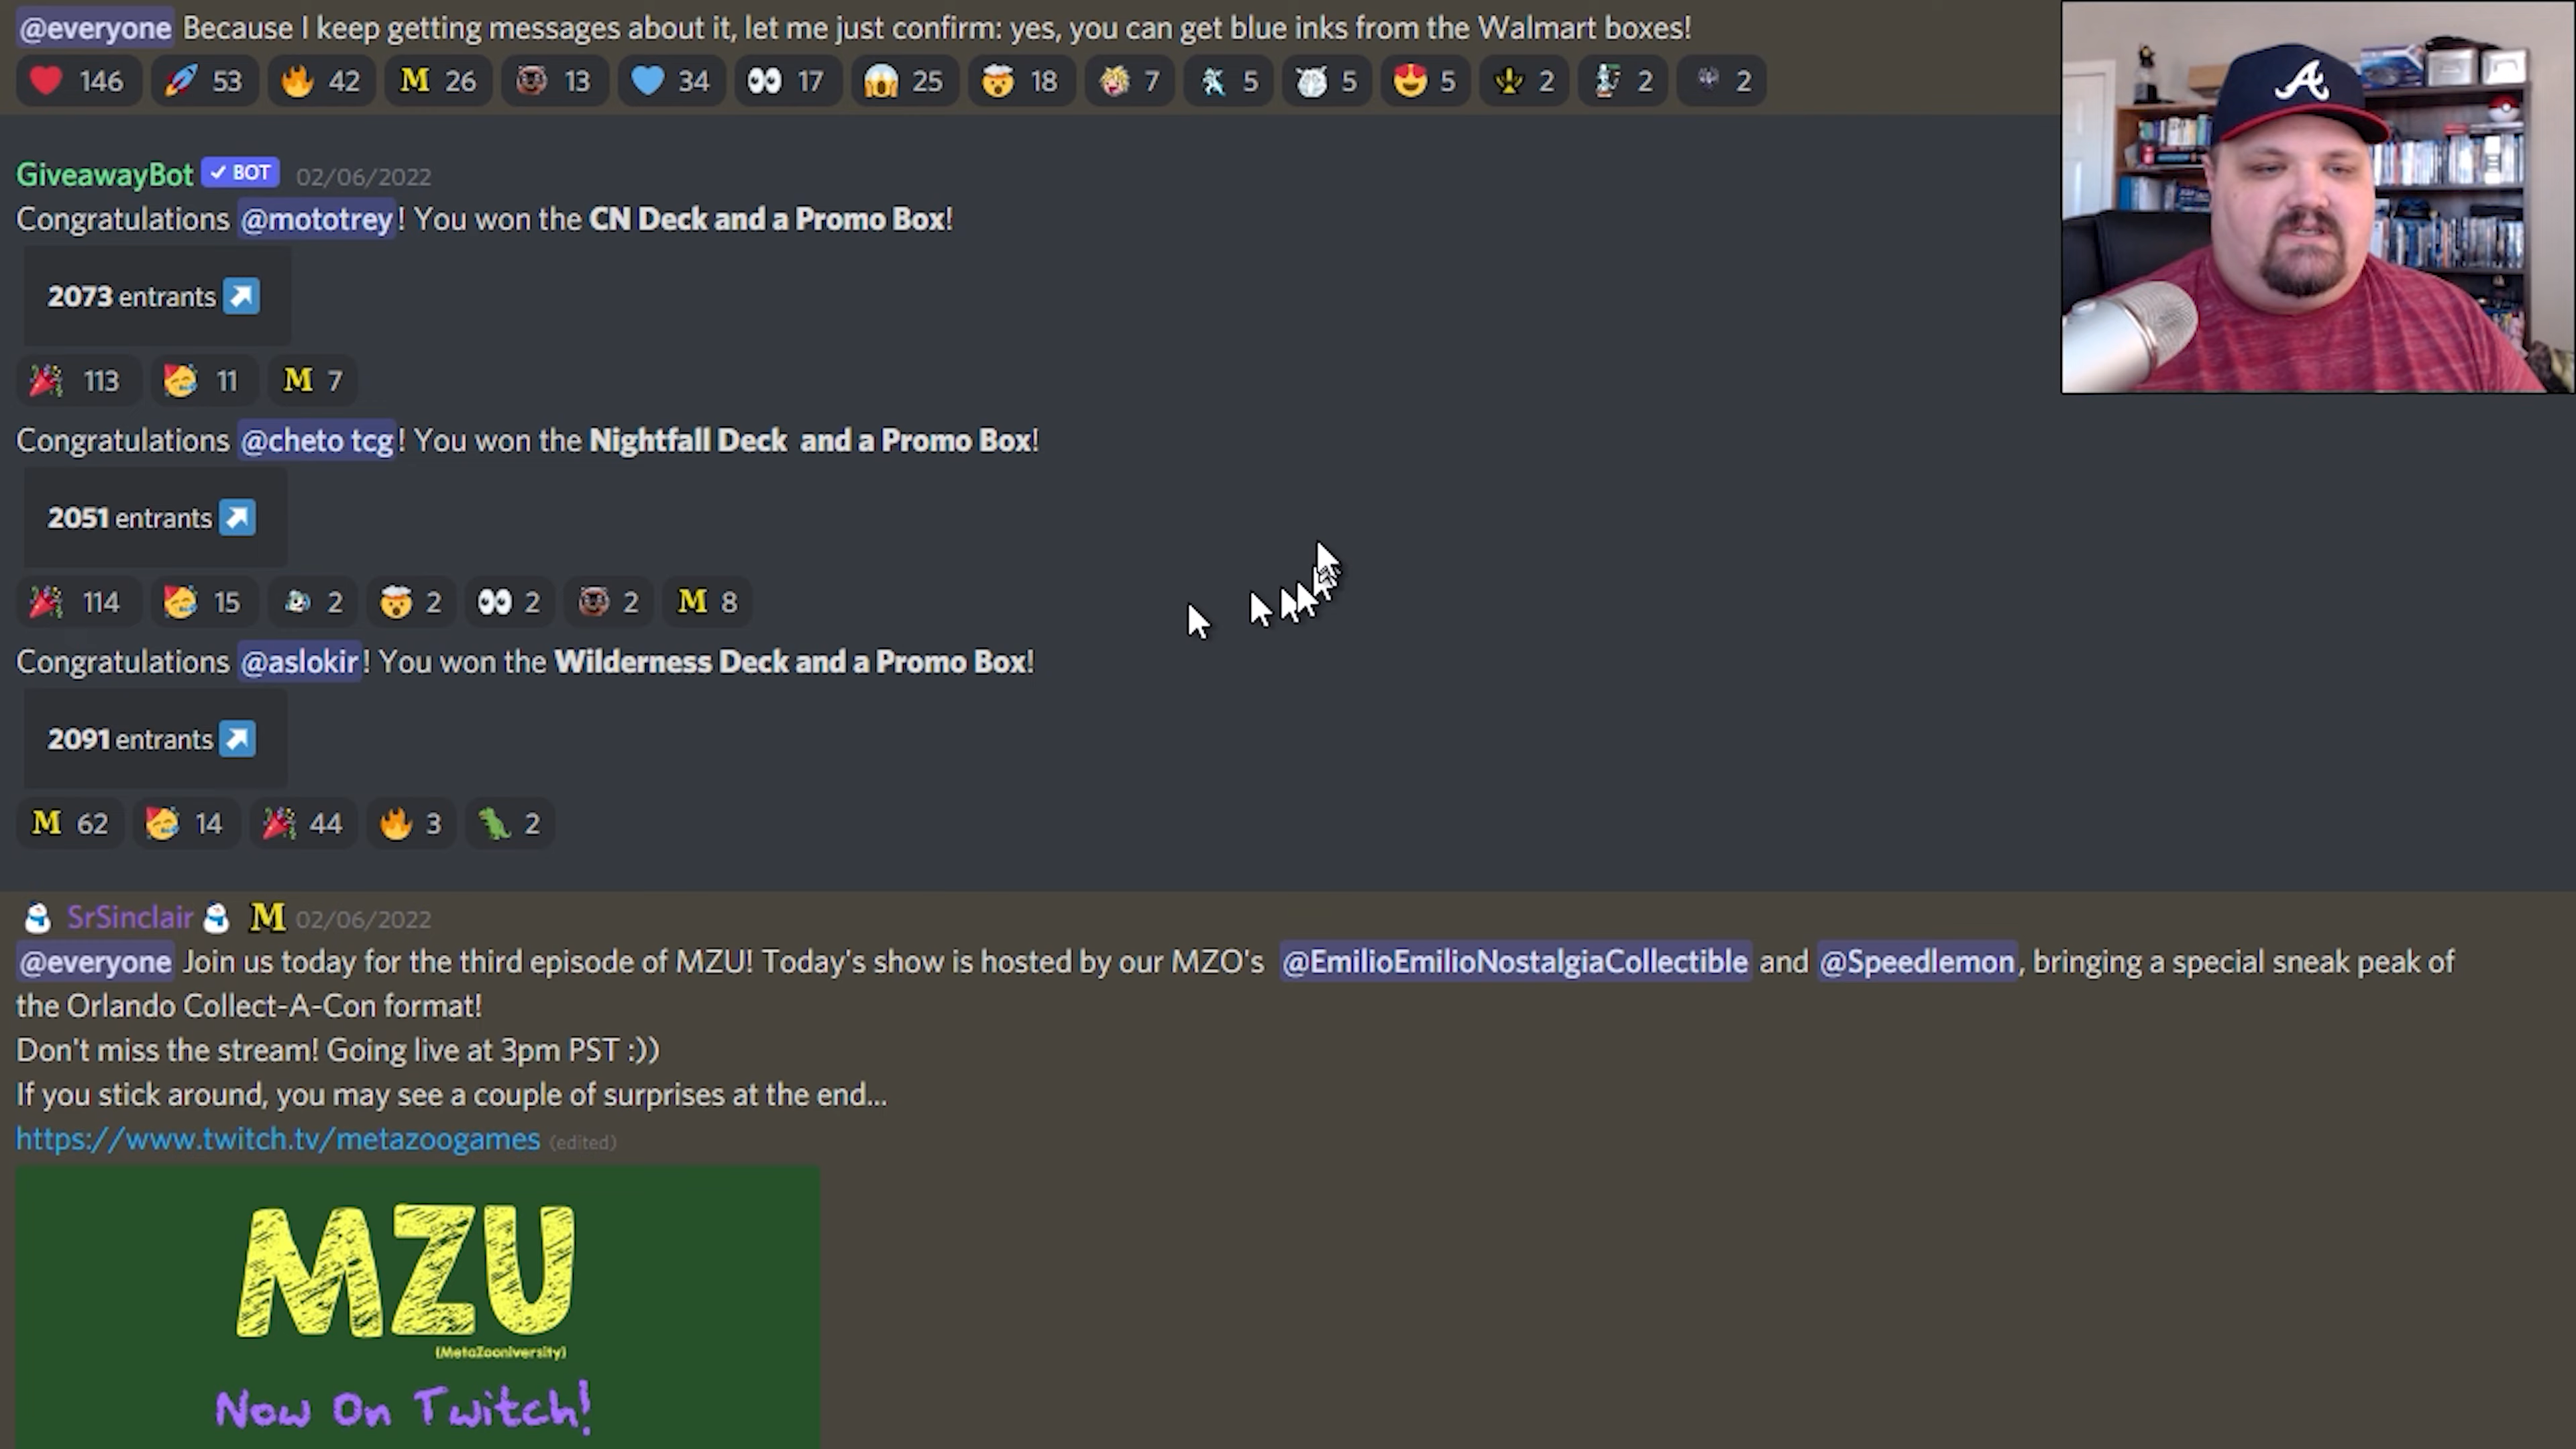 @everyone Because I keep getting messages about it, let me just confirm: yes, you can get blue inks from the Walmart boxes!
146 53 42 M 26 13 34 17 25 18 7 5 5 5 2 2 2
GiveawayBot ✓ BOT 02/06/2022
Congratulations @mototrey! You won the CN Deck and a Promo Box!
2073 entrants
113 11 M 7
Congratulations @cheto tcg! You won the Nightfall Deck and a Promo Box!
2051 entrants
114 15 2 2 2 2 M 8
Congratulations @aslokir! You won the Wilderness Deck and a Promo Box!
2091 entrants
M 62 14 44 3 2
SrSinclair M 02/06/2022
@everyone Join us today for the third episode of MZU! Today's show is hosted by our MZO's @EmilioEmilioNostalgiaCollectible and @Speedlemon, bringing a special sneak peak of
the Orlando Collect-A-Con format!
Don't miss the stream! Going live at 3pm PST :))
If you stick around, you may see a couple of surprises at the end...
https://www.twitch.tv/metazoogames (edited)
MZU
(MetaZooniversity)
Now On Twitch!
A